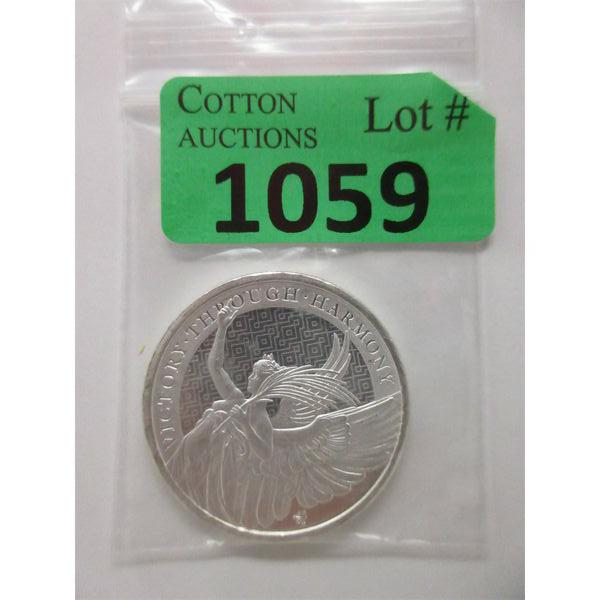 COTTON
AUCTIONS
Lot #
1059
VICTORY · THROUGH · HARMONY